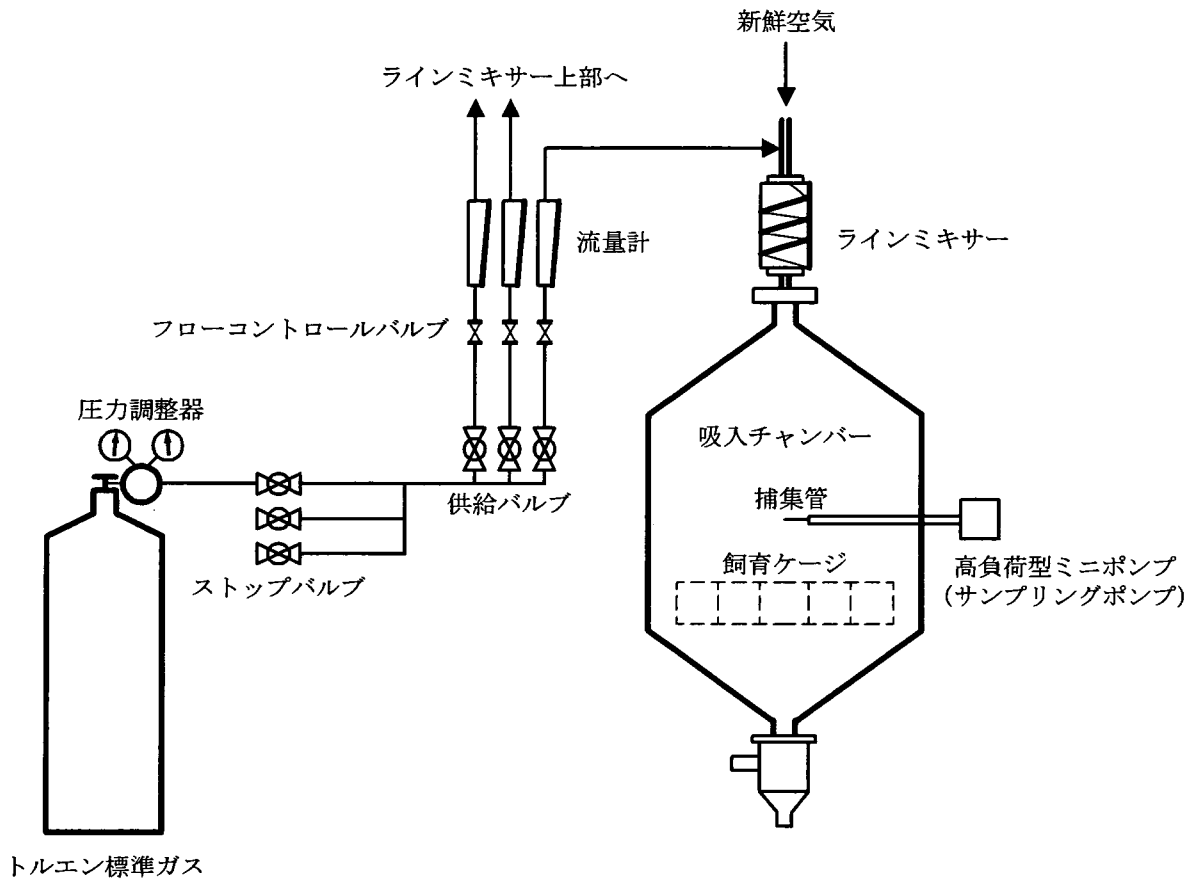 新鮮空気
ラインミキサー上部へ
流量計
ラインミキサー
フローコントロールバルブ
圧力調整器
吸入チャンバー
供給バルブ
捕集管
ストップバルブ
飼育ケージ
高負荷型ミニポンプ
(サンプリングポンプ)
トルエン標準ガス